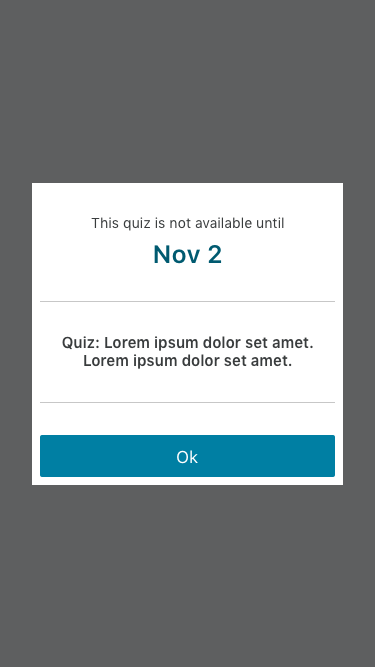 This quiz is not available until
Nov 2
Quiz: Lorem ipsum dolor set amet.
Lorem ipsum dolor set amet.
Ok